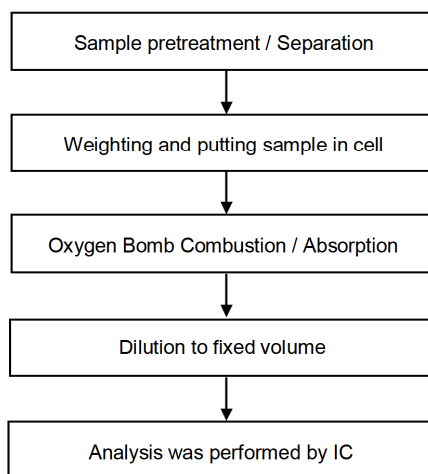 Sample pretreatment / Separation
Weighting and putting sample in cell
Oxygen Bomb Combustion / Absorption
Dilution to fixed volume
Analysis was performed by IC